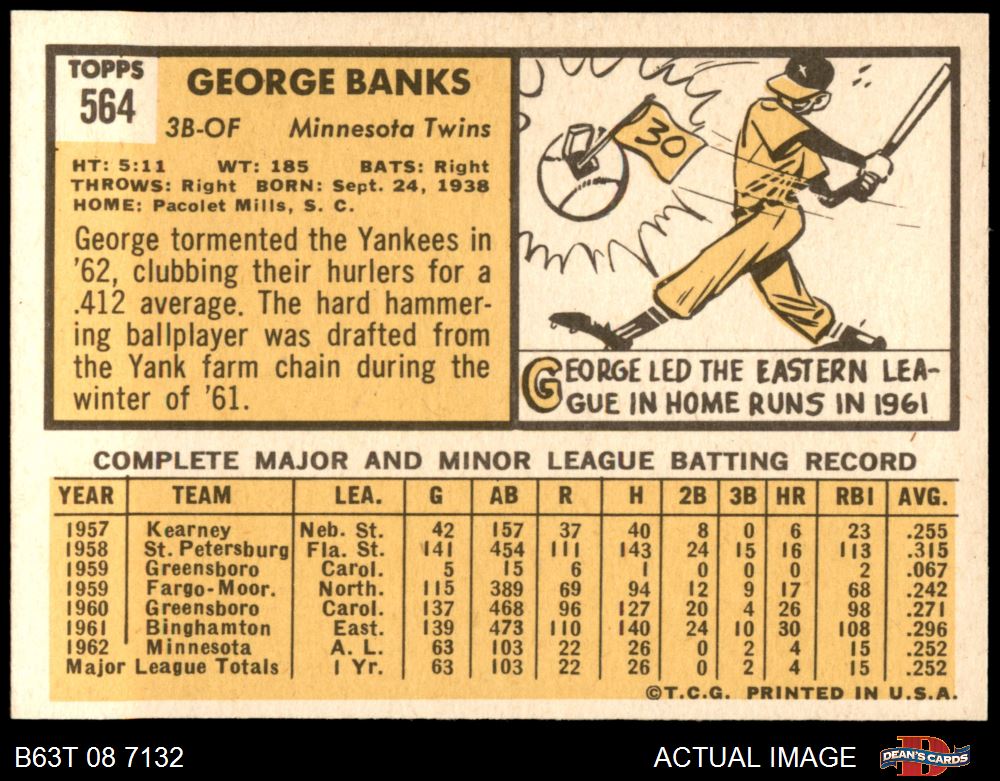 TOPPS
564
GEORGE BANKS
3B-OF Minnesota Twins
HT: 5:11 WT: 185 BATS: Right
THROWS: Right BORN: Sept. 24, 1938
HOME: Pacolet Mills, S. C.
George tormented the Yankees in
'62, clubbing their hurlers for a
.412 average. The hard hammer-
ing ballplayer was drafted from
the Yank farm chain during the
winter of '61.
30
GEORGE LED THE EASTERN LEA-
GUE IN HOME RUNS IN 1961
COMPLETE MAJOR AND MINOR LEAGUE BATTING RECORD
YEAR TEAM LEA. G AB R H 2B 3B HR RBI AVG.
1957 Kearney Neb. St. 42 157 37 40 8 0 6 23 .255
1958 St. Petersburg Fla. St. 141 454 111 143 24 15 16 113 .315
1959 Greensboro Carol. 5 15 6 1 0 0 0 2 .067
1959 Fargo-Moor. North. 115 389 69 94 12 9 17 68 .242
1960 Greensboro Carol. 137 468 96 127 20 4 26 98 .271
1961 Binghamton East. 139 473 110 140 24 10 30 108 .296
1962 Minnesota A. L. 63 103 22 26 0 2 4 15 .252
Major League Totals 1 Yr. 63 103 22 26 0 2 4 15 .252
©T.C.G. PRINTED IN U.S.A.
B63T 08 7132 ACTUAL IMAGE DEAN'S CARDS